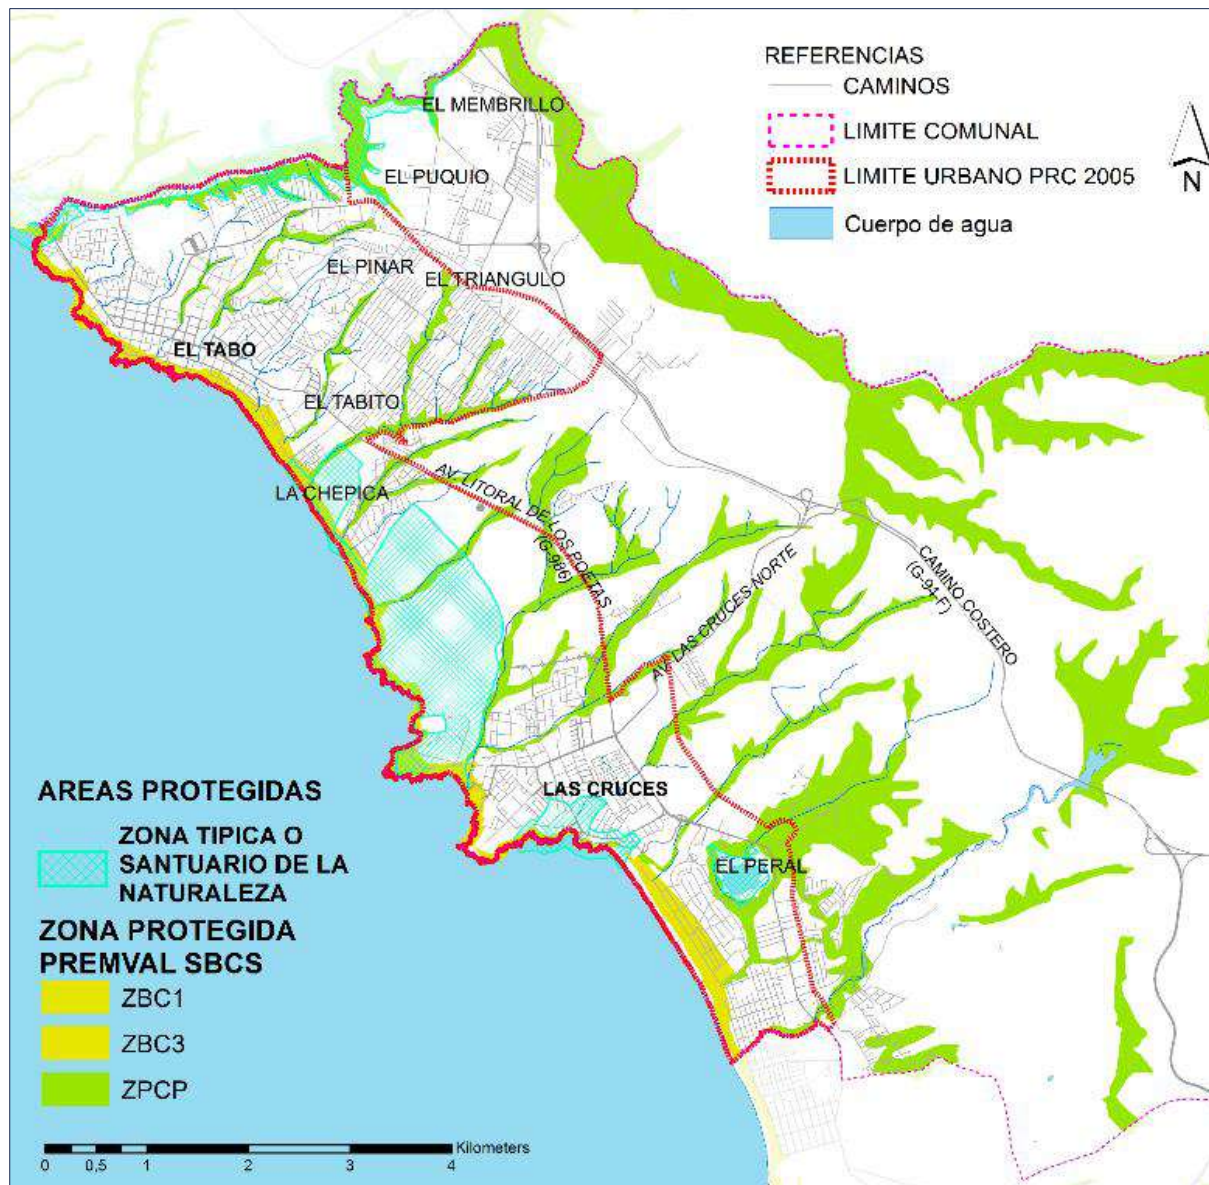 REFERENCIAS
CAMINOS
LIMITE COMUNAL
LIMITE URBANO PRC 2005
Cuerpo de agua
N
EL MEMBRILLO
EL PUQUIO
EL PINAR
EL TRIANGULO
EL TABO
EL TABITO
LA CHEPICA
AV. LITORAL DE LOS POETAS
(G-986)
AV. LAS CRUCES NORTE
CAMINO COSTERO
(G-94-F)
LAS CRUCES
EL PERAL
AREAS PROTEGIDAS
ZONA TIPICA O
SANTUARIO DE LA
NATURALEZA
ZONA PROTEGIDA
PREMVAL SBCS
ZBC1
ZBC3
ZPCP
Kilometers
0 0,5 1 2 3 4